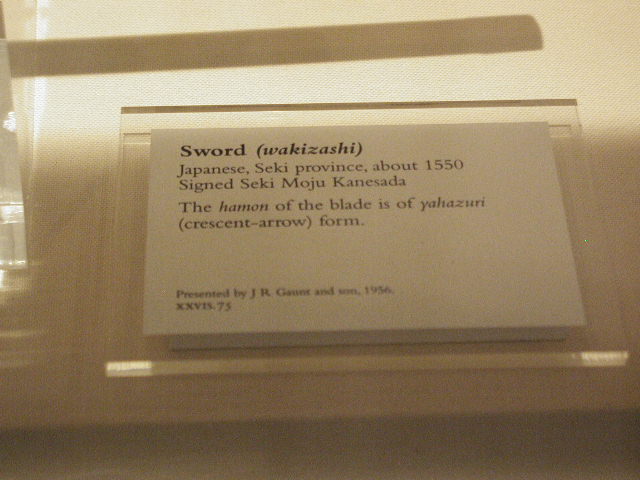 Sword (wakizashi)
Japanese, Seki province, about 1550
Signed Seki Moju Kanesada
The hamon of the blade is of yahazuri
(crescent-arrow) form.
Presented by J R Gaunt and son, 1956.
XXVIS.75